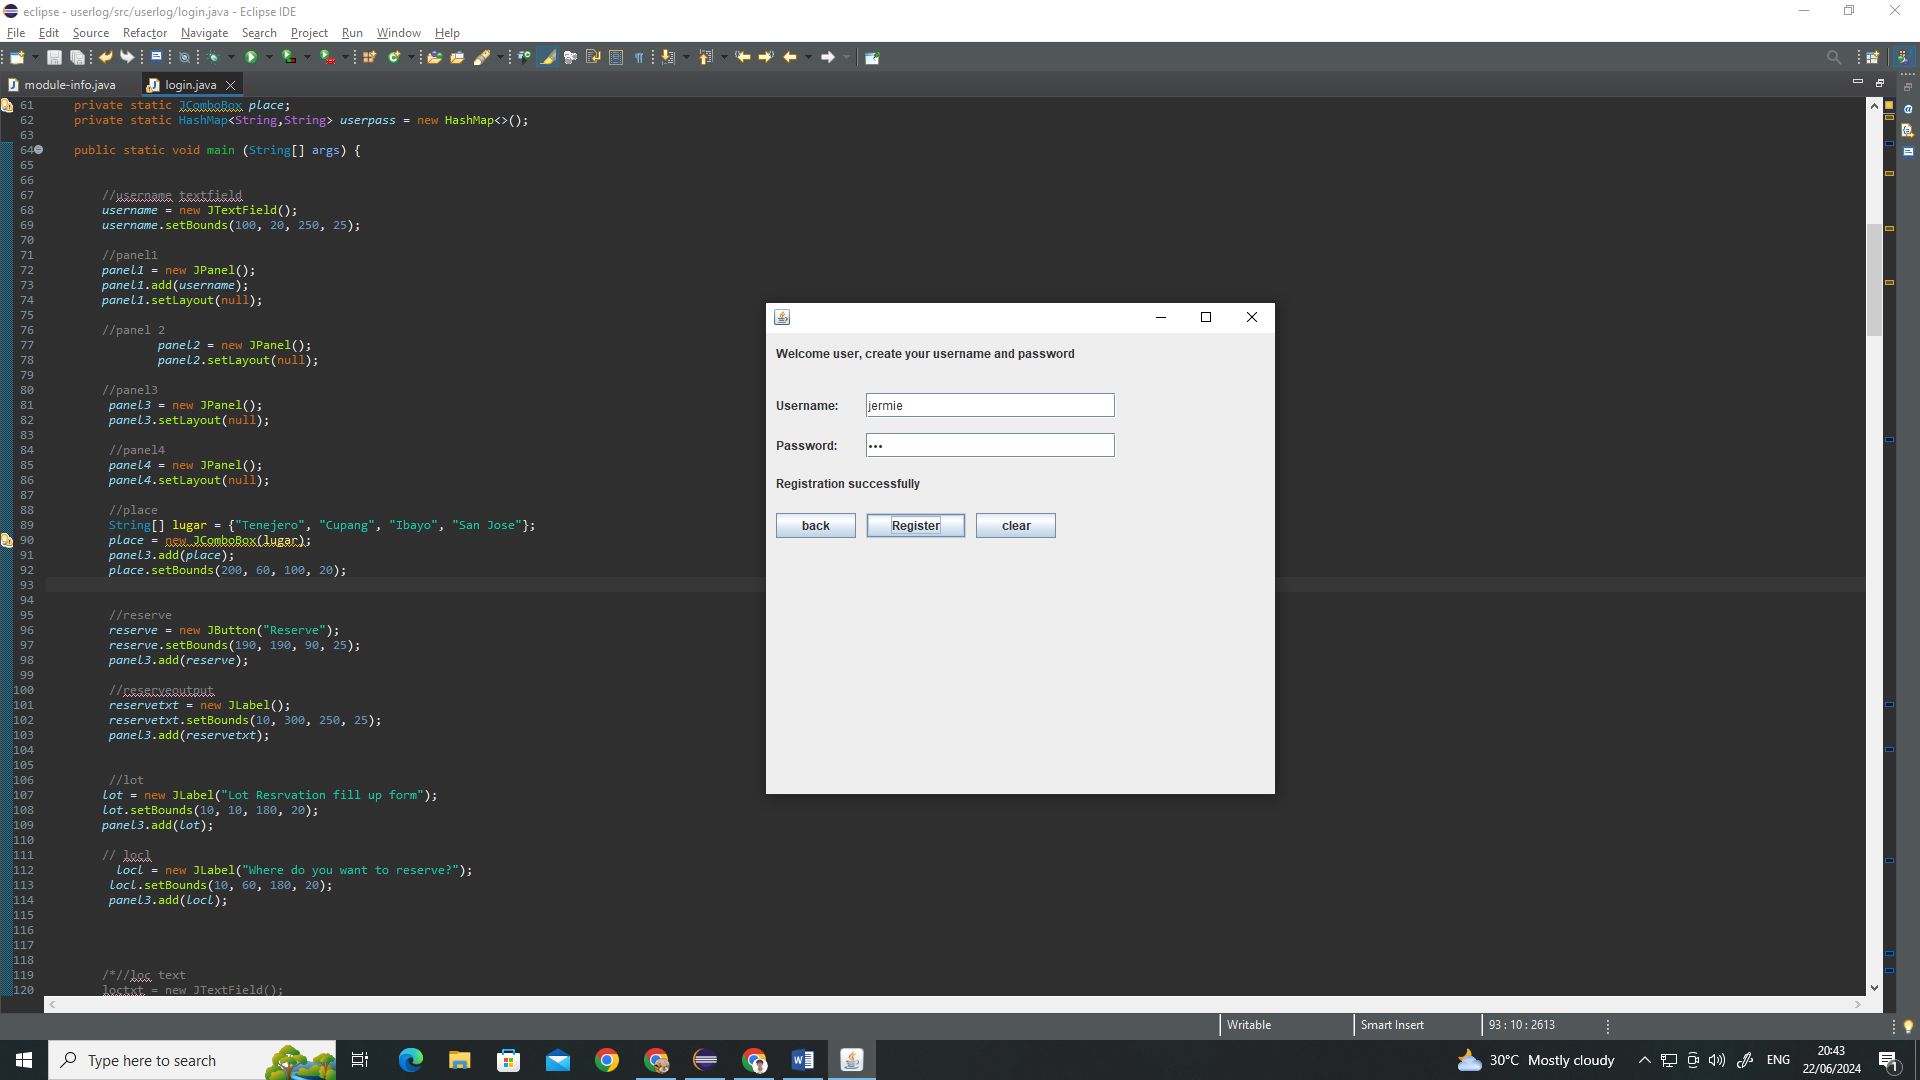 eclipse - userlog/src/userlog/login.java - Eclipse IDE
File Edit Source Refactor Navigate Search Project Run Window Help
module-info.java login.java
61 private static JComboBox place;
62 private static HashMap<String,String> userpass = new HashMap<>();
63
64 public static void main (String[] args) {
65
66
67 //username textfield
68 username = new JTextField();
69 username.setBounds(100, 20, 250, 25);
70
71 //panel1
72 panel1 = new JPanel();
73 panel1.add(username);
74 panel1.setLayout(null);
75
76 //panel 2
77 panel2 = new JPanel();
78 panel2.setLayout(null);
79
80 //panel3
81 panel3 = new JPanel();
82 panel3.setLayout(null);
83
84 //panel4
85 panel4 = new JPanel();
86 panel4.setLayout(null);
87
88 //place
89 String[] lugar = {"Tenejero", "Cupang", "Ibayo", "San Jose"};
90 place = new JComboBox(lugar);
91 panel3.add(place);
92 place.setBounds(200, 60, 100, 20);
93
94
95 //reserve
96 reserve = new JButton("Reserve");
97 reserve.setBounds(190, 190, 90, 25);
98 panel3.add(reserve);
99
100 //reserveoutput
101 reservetxt = new JLabel();
102 reservetxt.setBounds(10, 300, 250, 25);
103 panel3.add(reservetxt);
104
105
106 //lot
107 lot = new JLabel("Lot Resrvation fill up form");
108 lot.setBounds(10, 10, 180, 20);
109 panel3.add(lot);
110
111 // locl
112 locl = new JLabel("Where do you want to reserve?");
113 locl.setBounds(10, 60, 180, 20);
114 panel3.add(locl);
115
116
117
118
119 /*//loc text
120 loctxt = new JTextField();
Welcome user, create your username and password
Username: jermie
Password: •••
Registration successfully
back Register clear
Writable Smart Insert 93 : 10 : 2613
Type here to search
30°C Mostly cloudy
ENG
20:43
22/06/2024
1